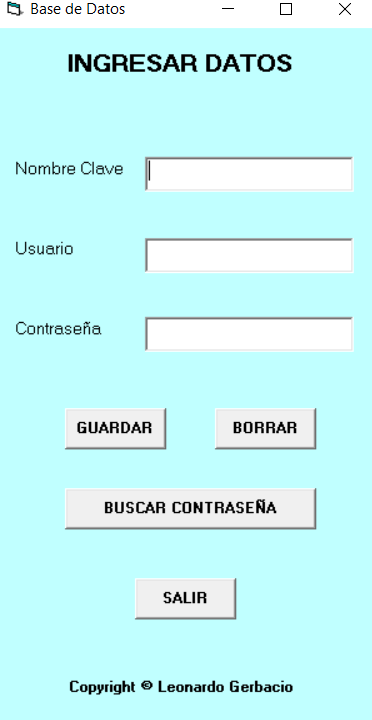 Base de Datos
INGRESAR DATOS
Nombre Clave
Usuario
Contraseña
GUARDAR BORRAR
BUSCAR CONTRASEÑA
SALIR
Copyright © Leonardo Gerbacio